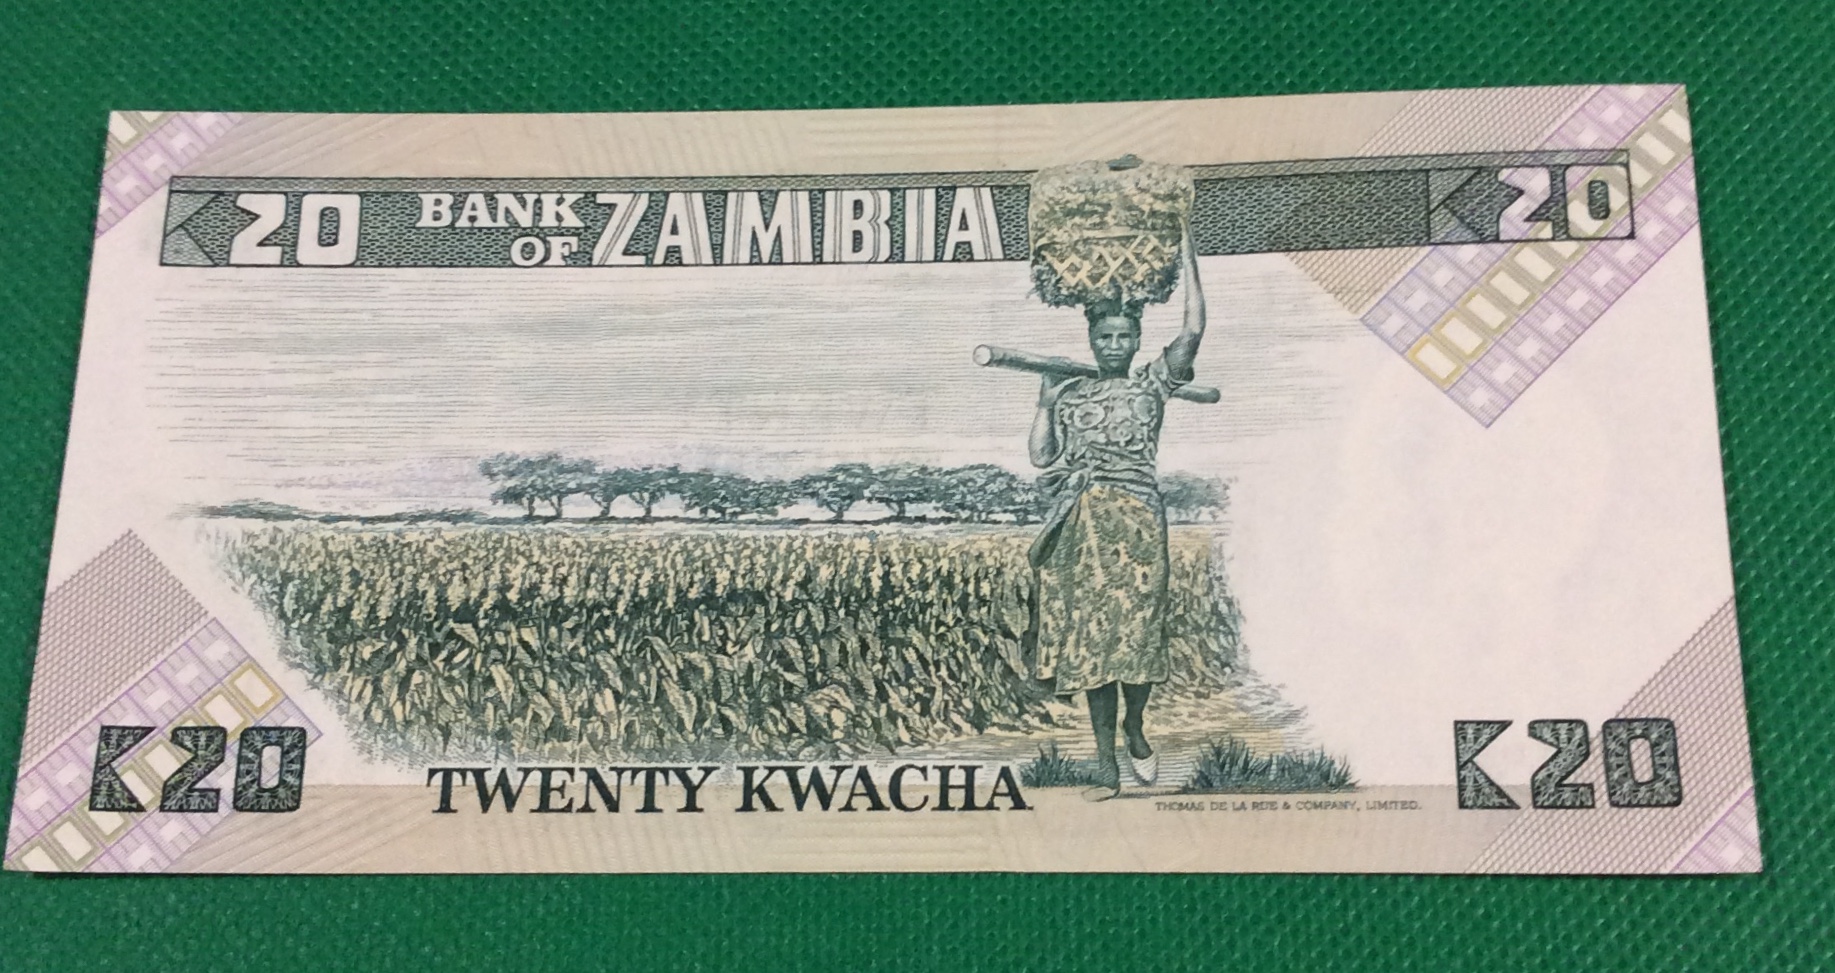 K20 BANK OF ZAMBIA K20
K20 TWENTY KWACHA K20
THOMAS DE LA RUE & COMPANY, LIMITED.